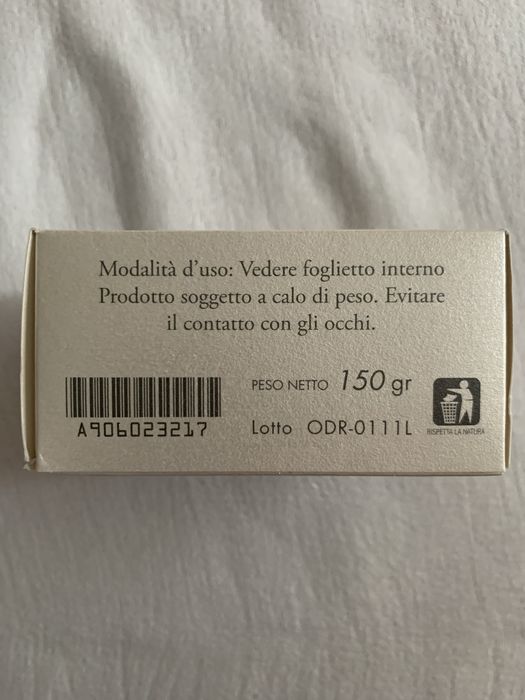 Modalità d'uso: Vedere foglietto interno
Prodotto soggetto a calo di peso. Evitare
il contatto con gli occhi.
PESO NETTO 150 gr
A906023217
Lotto ODR-0111L
RISPETTA LA NATURA